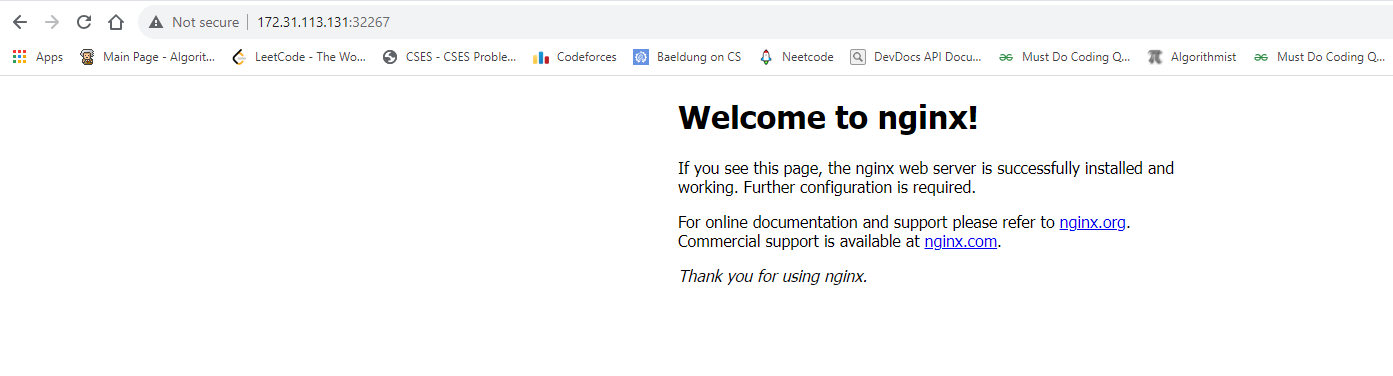 Not secure 172.31.113.131:32267
Apps Main Page - Algorit... LeetCode - The Wo... CSES - CSES Proble... Codeforces Baeldung on CS Neetcode DevDocs API Docu... Must Do Coding Q... Algorithmist Must Do Coding Q...
Welcome to nginx!
If you see this page, the nginx web server is successfully installed and
working. Further configuration is required.
For online documentation and support please refer to nginx.org.
Commercial support is available at nginx.com.
Thank you for using nginx.